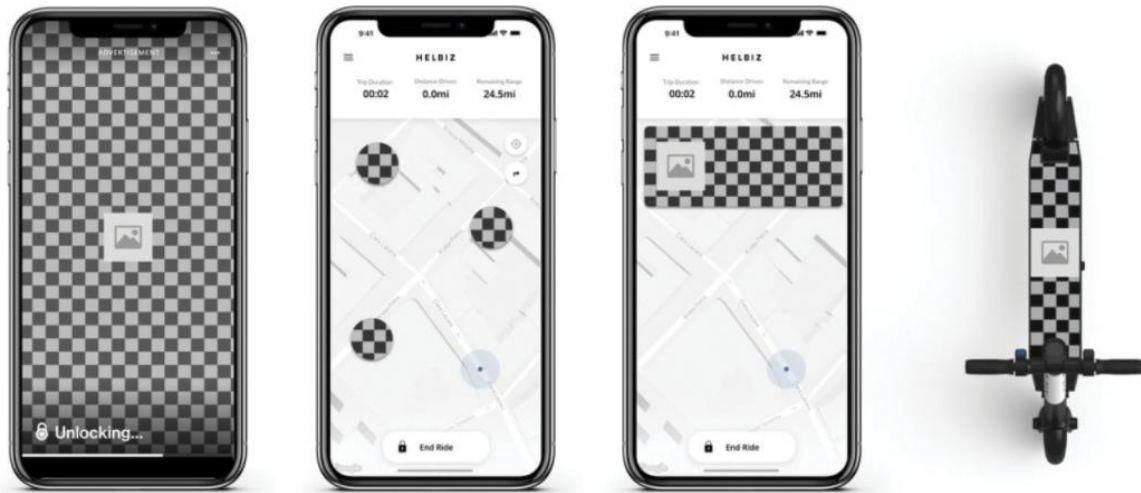 ADVERTISEMENT
Unlocking...
9:41
HELBIZ
Trip Duration
Distance Driven
Remaining Range
00:02
0.0mi
24.5mi
End Ride
9:41
HELBIZ
Trip Duration
Distance Driven
Remaining Range
00:02
0.0mi
24.5mi
End Ride